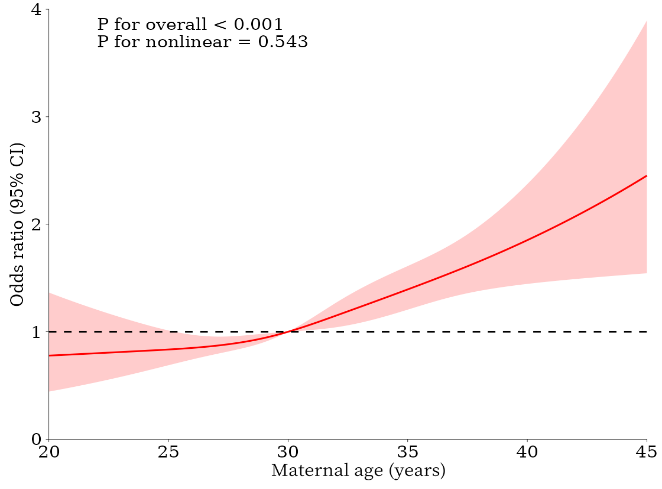 P for overall < 0.001
P for nonlinear = 0.543
Odds ratio (95% CI)
4
3
2
1
0
20 25 30 35 40 45
Maternal age (years)